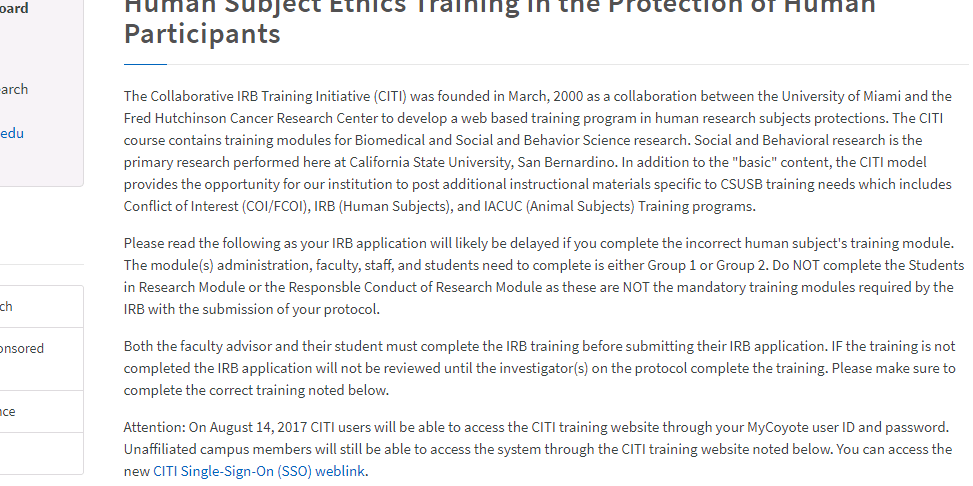 Human Subject Ethics Training in the Protection of Human
Participants
oard
earch
edu
ch
onsored
nce
The Collaborative IRB Training Initiative (CITI) was founded in March, 2000 as a collaboration between the University of Miami and the
Fred Hutchinson Cancer Research Center to develop a web based training program in human research subjects protections. The CITI
course contains training modules for Biomedical and Social and Behavior Science research. Social and Behavioral research is the
primary research performed here at California State University, San Bernardino. In addition to the "basic" content, the CITI model
provides the opportunity for our institution to post additional instructional materials specific to CSUSB training needs which includes
Conflict of Interest (COI/FCOI), IRB (Human Subjects), and IACUC (Animal Subjects) Training programs.
Please read the following as your IRB application will likely be delayed if you complete the incorrect human subject's training module.
The module(s) administration, faculty, staff, and students need to complete is either Group 1 or Group 2. Do NOT complete the Students
in Research Module or the Responsble Conduct of Research Module as these are NOT the mandatory training modules required by the
IRB with the submission of your protocol.
Both the faculty advisor and their student must complete the IRB training before submitting their IRB application. IF the training is not
completed the IRB application will not be reviewed until the investigator(s) on the protocol complete the training. Please make sure to
complete the correct training noted below.
Attention: On August 14, 2017 CITI users will be able to access the CITI training website through your MyCoyote user ID and password.
Unaffiliated campus members will still be able to access the system through the CITI training website noted below. You can access the
new CITI Single-Sign-On (SSO) weblink.